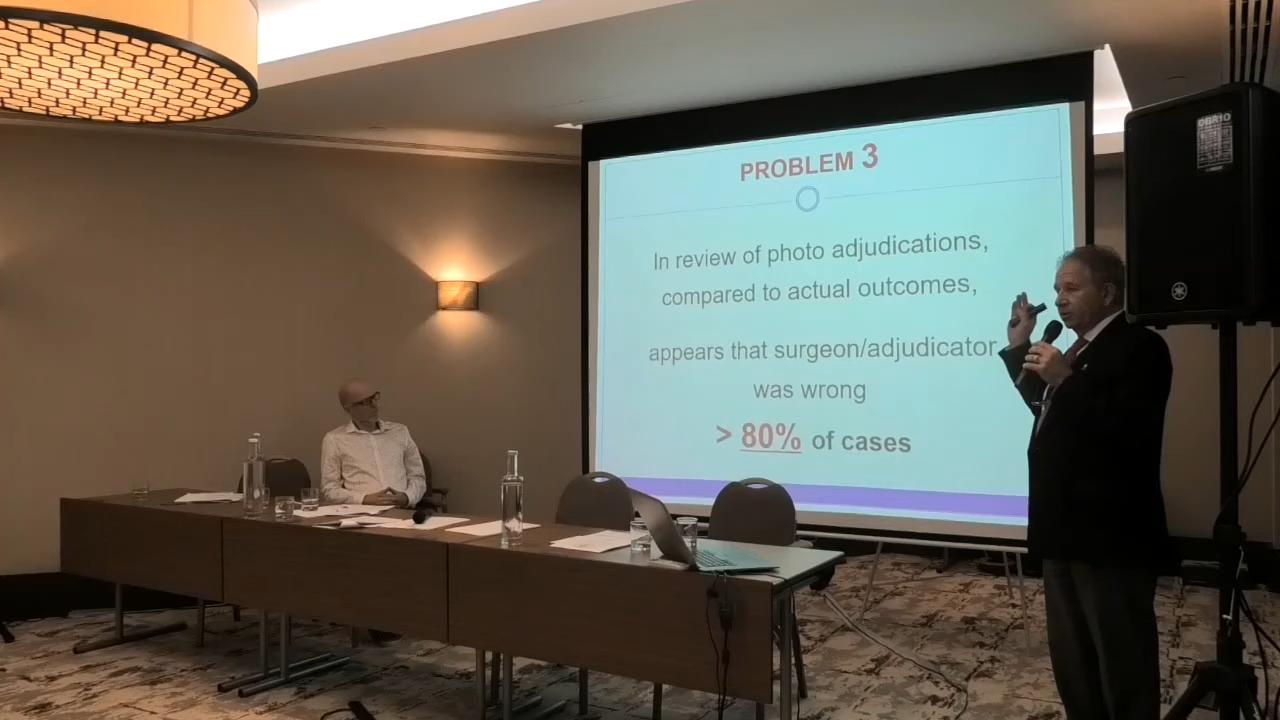 PROBLEM 3
In review of photo adjudications,
compared to actual outcomes,
appears that surgeon/adjudicator
was wrong
> 80% of cases
DBR10